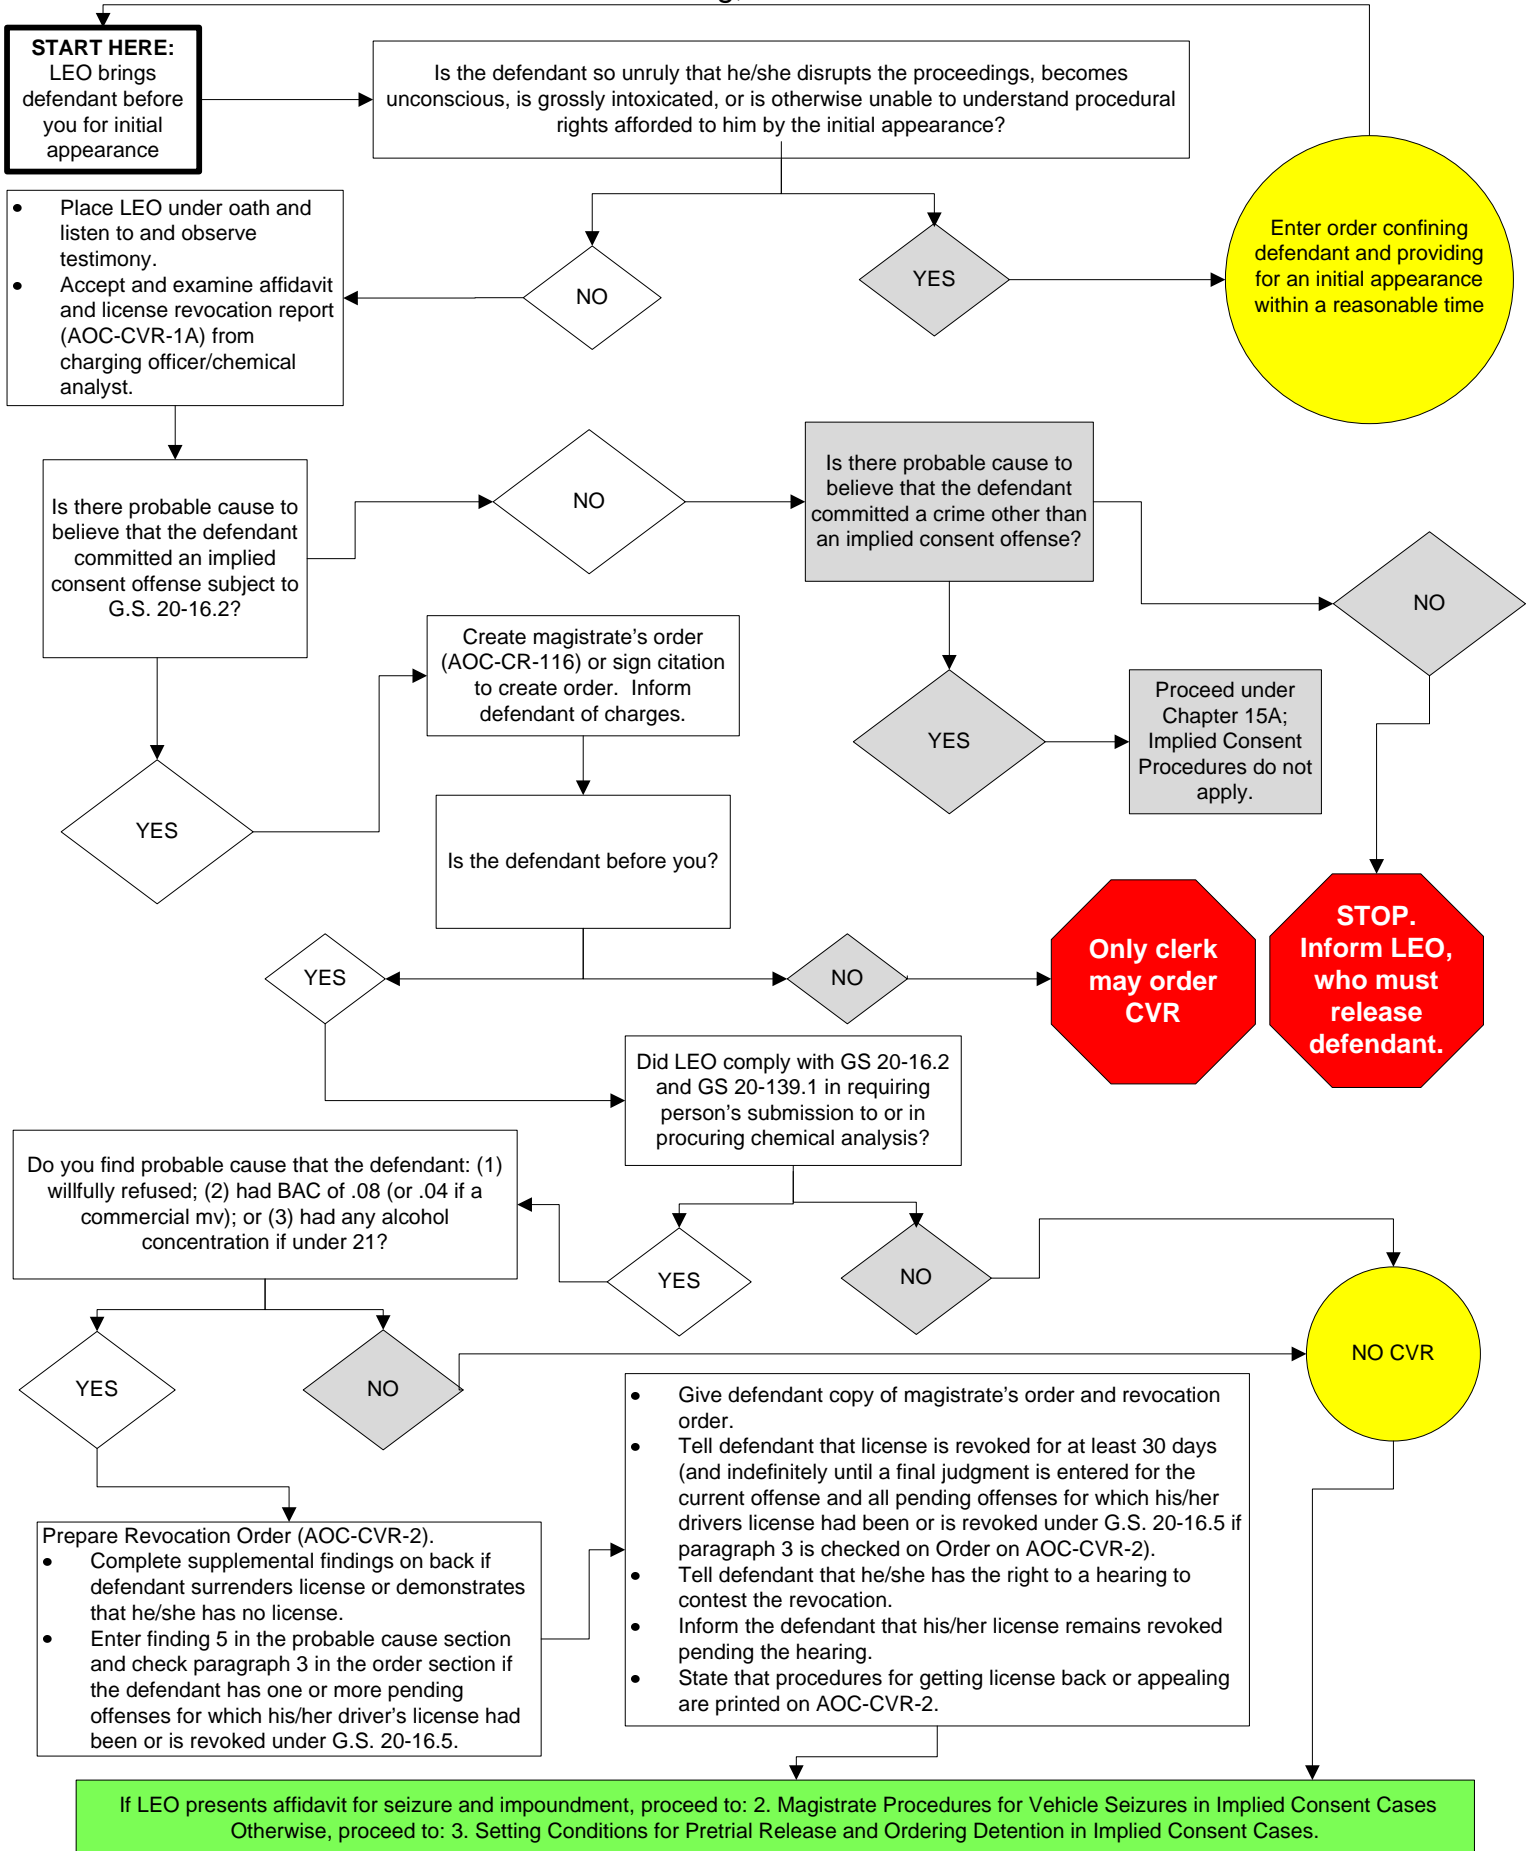 START HERE:
LEO brings
defendant before
you for initial
appearance
Is the defendant so unruly that he/she disrupts the proceedings, becomes
unconscious, is grossly intoxicated, or is otherwise unable to understand procedural
rights afforded to him by the initial appearance?
Enter order confining
defendant and providing
for an initial appearance
within a reasonable time
YES
NO
• Place LEO under oath and
listen to and observe
testimony.
• Accept and examine affidavit
and license revocation report
(AOC-CVR-1A) from
charging officer/chemical
analyst.
Is there probable cause to
believe that the defendant
committed an implied
consent offense subject to
G.S. 20-16.2?
NO
Is there probable cause to
believe that the defendant
committed a crime other than
an implied consent offense?
NO
YES
Proceed under
Chapter 15A;
Implied Consent
Procedures do not
apply.
YES
Create magistrate's order
(AOC-CR-116) or sign citation
to create order.  Inform
defendant of charges.
Is the defendant before you?
YES
NO
Only clerk
may order
CVR
STOP.
Inform LEO,
who must
release
defendant.
Did LEO comply with GS 20-16.2
and GS 20-139.1 in requiring
person's submission to or in
procuring chemical analysis?
Do you find probable cause that the defendant: (1)
willfully refused; (2) had BAC of .08 (or .04 if a
commercial mv); or (3) had any alcohol
concentration if under 21?
YES
NO
NO CVR
YES
NO
Prepare Revocation Order (AOC-CVR-2).
• Complete supplemental findings on back if
defendant surrenders license or demonstrates
that he/she has no license.
• Enter finding 5 in the probable cause section
and check paragraph 3 in the order section if
the defendant has one or more pending
offenses for which his/her driver's license had
been or is revoked under G.S. 20-16.5.
• Give defendant copy of magistrate's order and revocation
order.
• Tell defendant that license is revoked for at least 30 days
(and indefinitely until a final judgment is entered for the
current offense and all pending offenses for which his/her
drivers license had been or is revoked under G.S. 20-16.5 if
paragraph 3 is checked on Order on AOC-CVR-2).
• Tell defendant that he/she has the right to a hearing to
contest the revocation.
• Inform the defendant that his/her license remains revoked
pending the hearing.
• State that procedures for getting license back or appealing
are printed on AOC-CVR-2.
If LEO presents affidavit for seizure and impoundment, proceed to: 2. Magistrate Procedures for Vehicle Seizures in Implied Consent Cases
Otherwise, proceed to: 3. Setting Conditions for Pretrial Release and Ordering Detention in Implied Consent Cases.